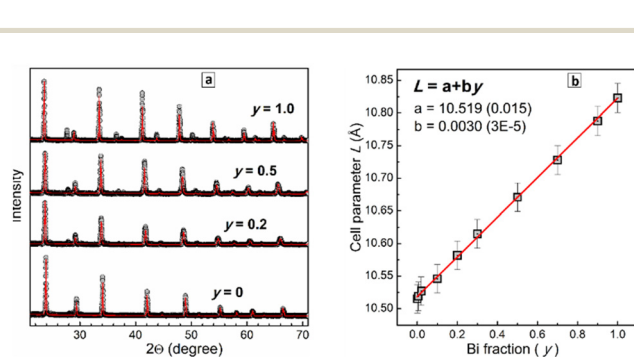 a
y = 1.0
y = 0.5
y = 0.2
y = 0
Intensity
30 40 50 60 70
2Θ (degree)
b
L = a+by
a = 10.519 (0.015)
b = 0.0030 (3E-5)
10.85
10.80
10.75
10.70
10.65
10.60
10.55
10.50
Cell parameter L (Å)
0.0 0.2 0.4 0.6 0.8 1.0
Bi fraction ( y )